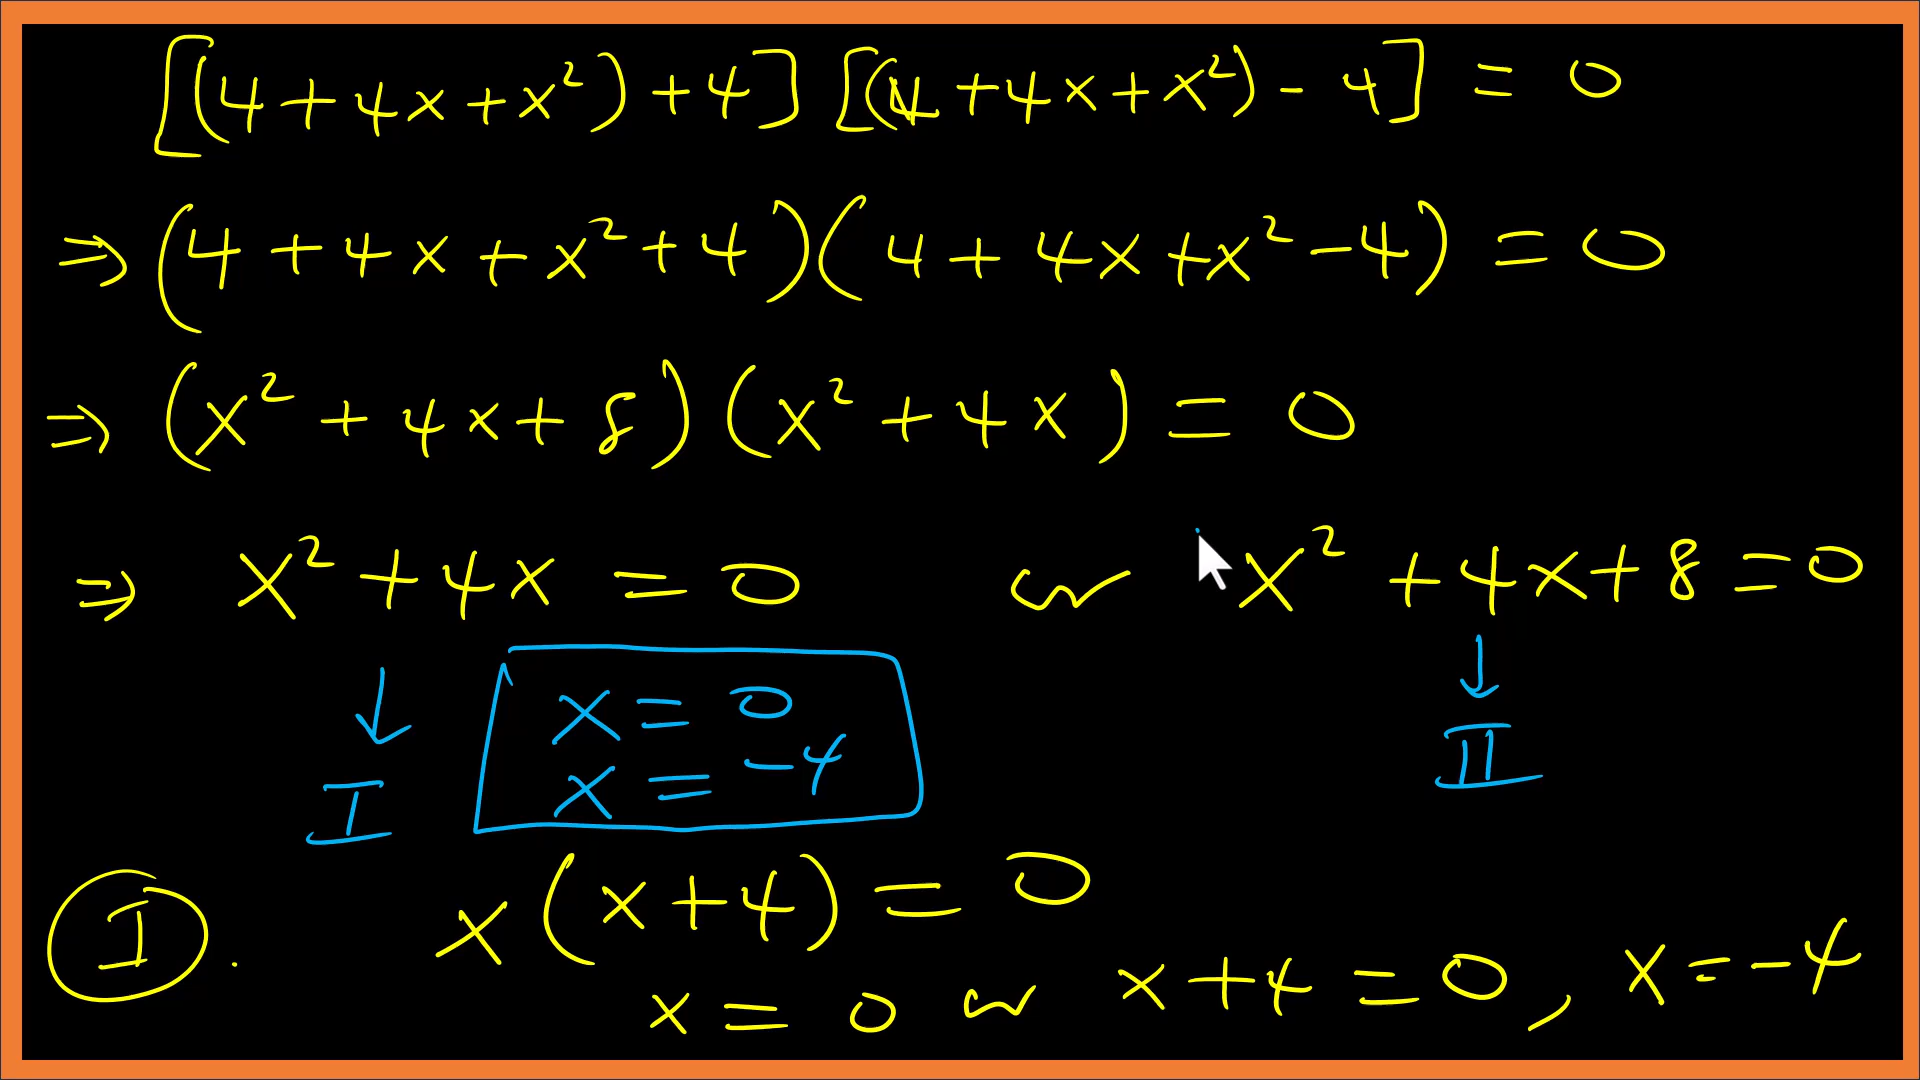 [(4+4x+x²)+4][(4+4x+x²)-4]=0
⇒(4+4x+x²+4)(4+4x+x²-4)=0
⇒(x²+4x+8)(x²+4x)=0
⇒ x²+4x=0 or x²+4x+8=0
↓ I
x=0
x=-4
↓ II
I. x(x+4)=0
x=0 or x+4=0, x=-4